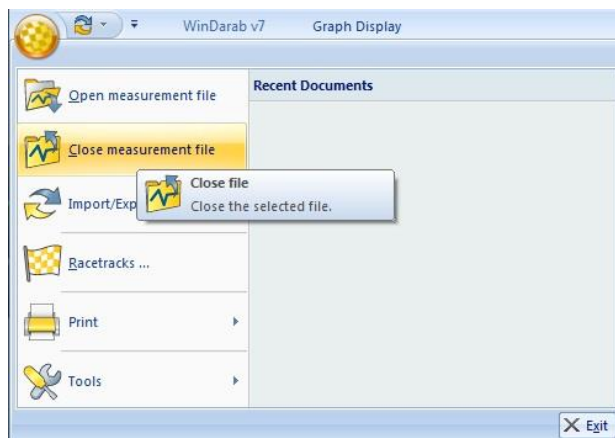 WinDarab v7 Graph Display
Open measurement file
Recent Documents
Close measurement file
Close file
Close the selected file.
Import/Exp
Racetracks ...
Print
Tools
Exit